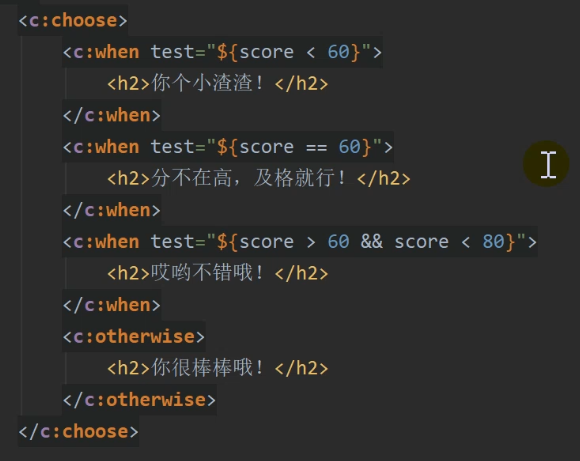 <c:choose>
<c:when test="${score < 60}">
<h2>你个小渣渣！</h2>
</c:when>
<c:when test="${score == 60}">
<h2>分不在高，及格就行！</h2>
</c:when>
<c:when test="${score > 60 && score < 80}">
<h2>哎哟不错哦！</h2>
</c:when>
<c:otherwise>
<h2>你很棒棒哦！</h2>
</c:otherwise>
</c:choose>